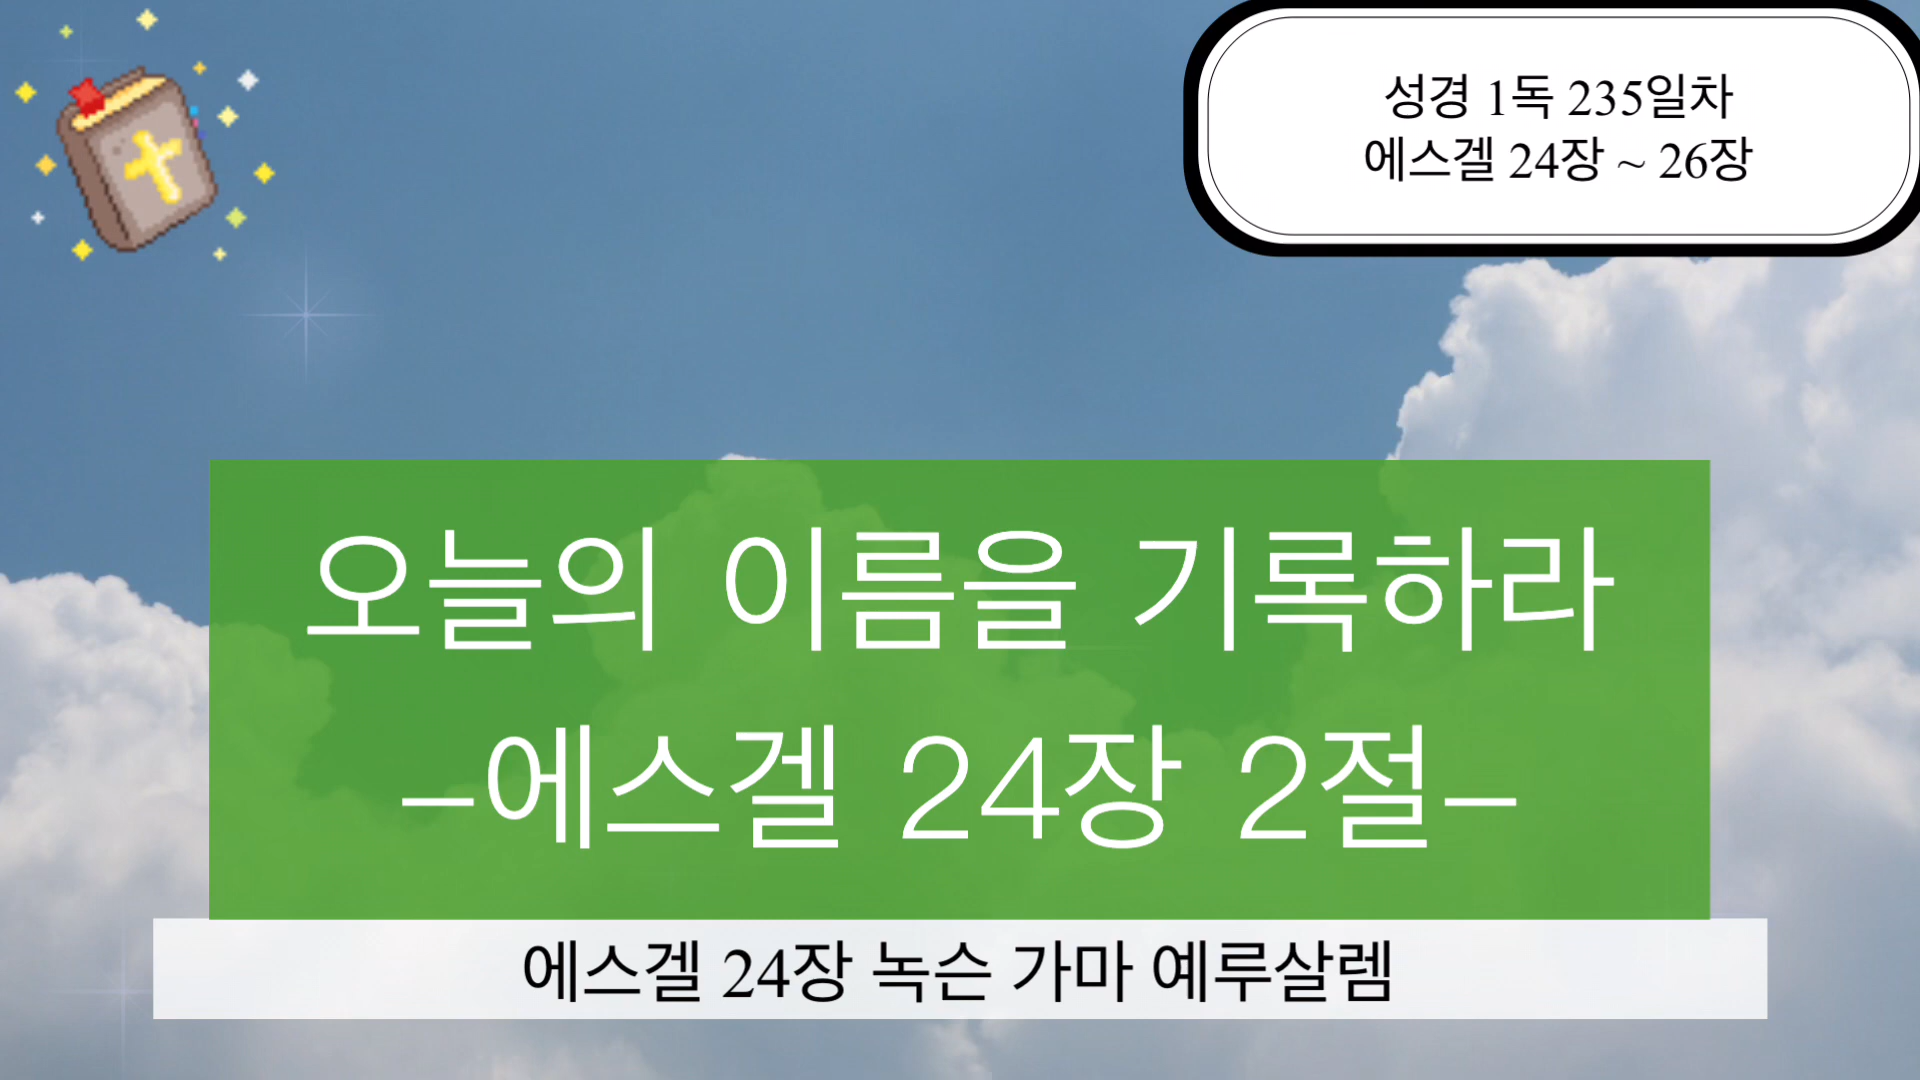 성경 1독 235일차
에스겔 24장 ~ 26장
오늘의 이름을 기록하라
-에스겔 24장 2절-
에스겔 24장 녹슨 가마 예루살렘